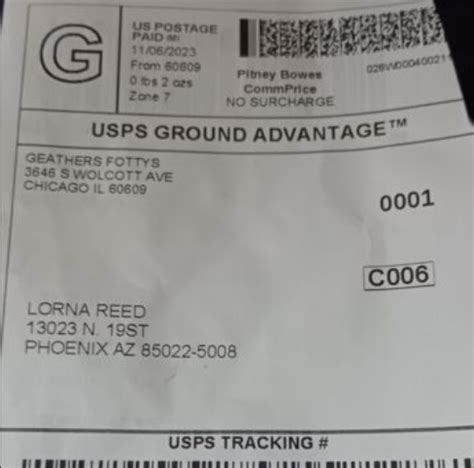 G
US POSTAGE
PAID IMI
11/06/2023
From 60609
0 lbs 2 ozs
Zone 7
Pitney Bowes
CommPrice
NO SURCHARGE
USPS GROUND ADVANTAGE™
GEATHERS FOTTYS
3646 S WOLCOTT AVE
CHICAGO IL 60609
0001
C006
LORNA REED
13023 N. 19ST
PHOENIX AZ 85022-5008
USPS TRACKING #